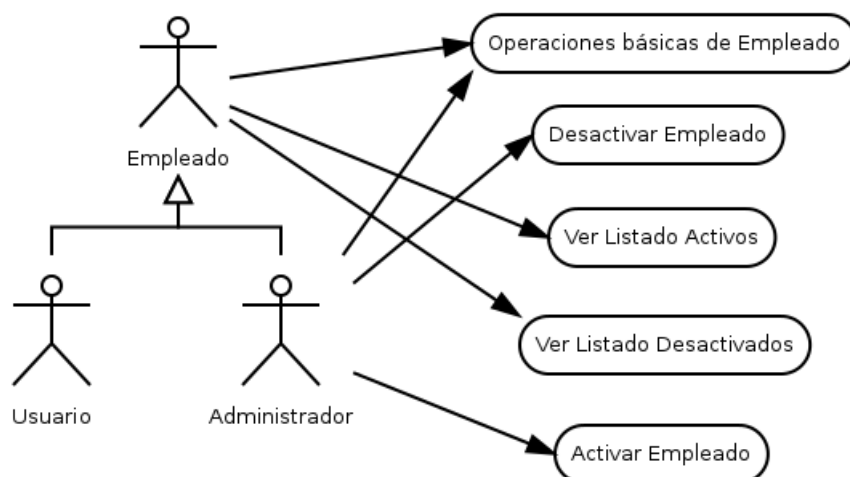 Operaciones básicas de Empleado
Desactivar Empleado
Empleado
Ver Listado Activos
Ver Listado Desactivados
Usuario
Administrador
Activar Empleado